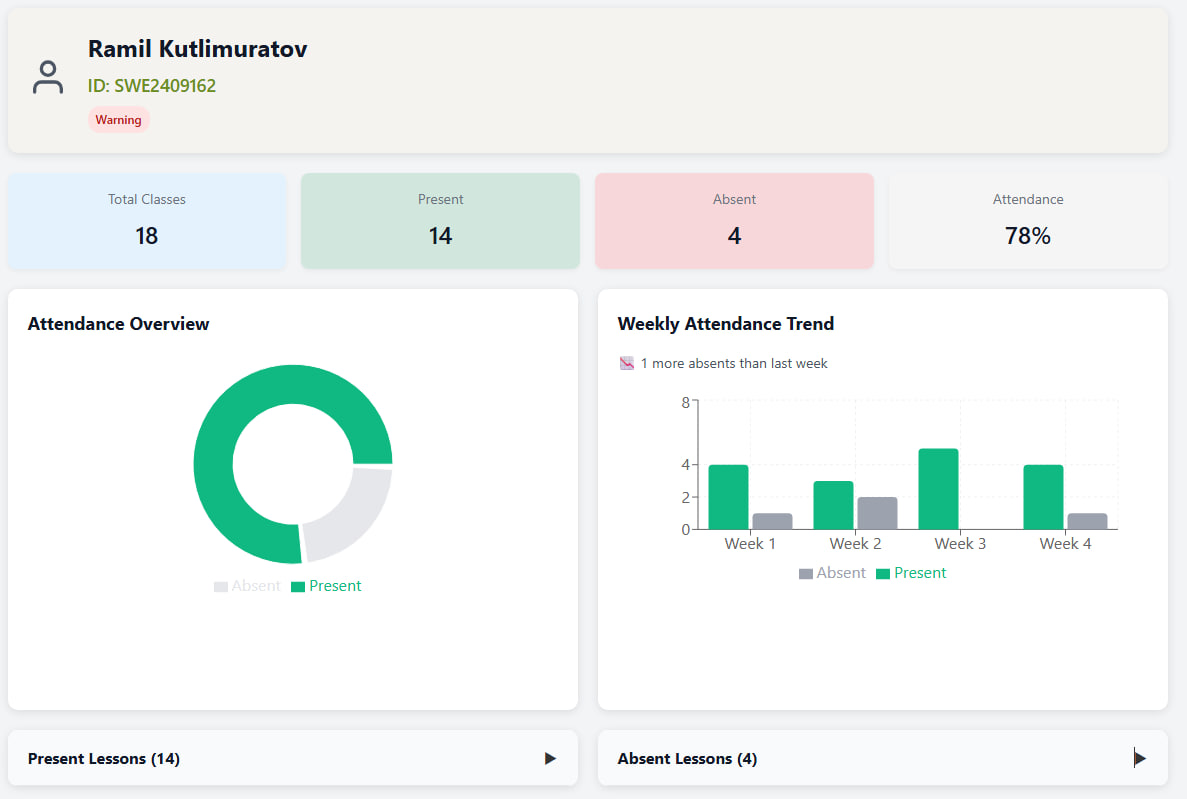 Ramil Kutlimuratov
ID: SWE2409162
Warning
Total Classes
18
Present
14
Absent
4
Attendance
78%
Attendance Overview
Absent Present
Weekly Attendance Trend
1 more absents than last week
8
4
2
0
Week 1 Week 2 Week 3 Week 4
Absent Present
Present Lessons (14)
Absent Lessons (4)